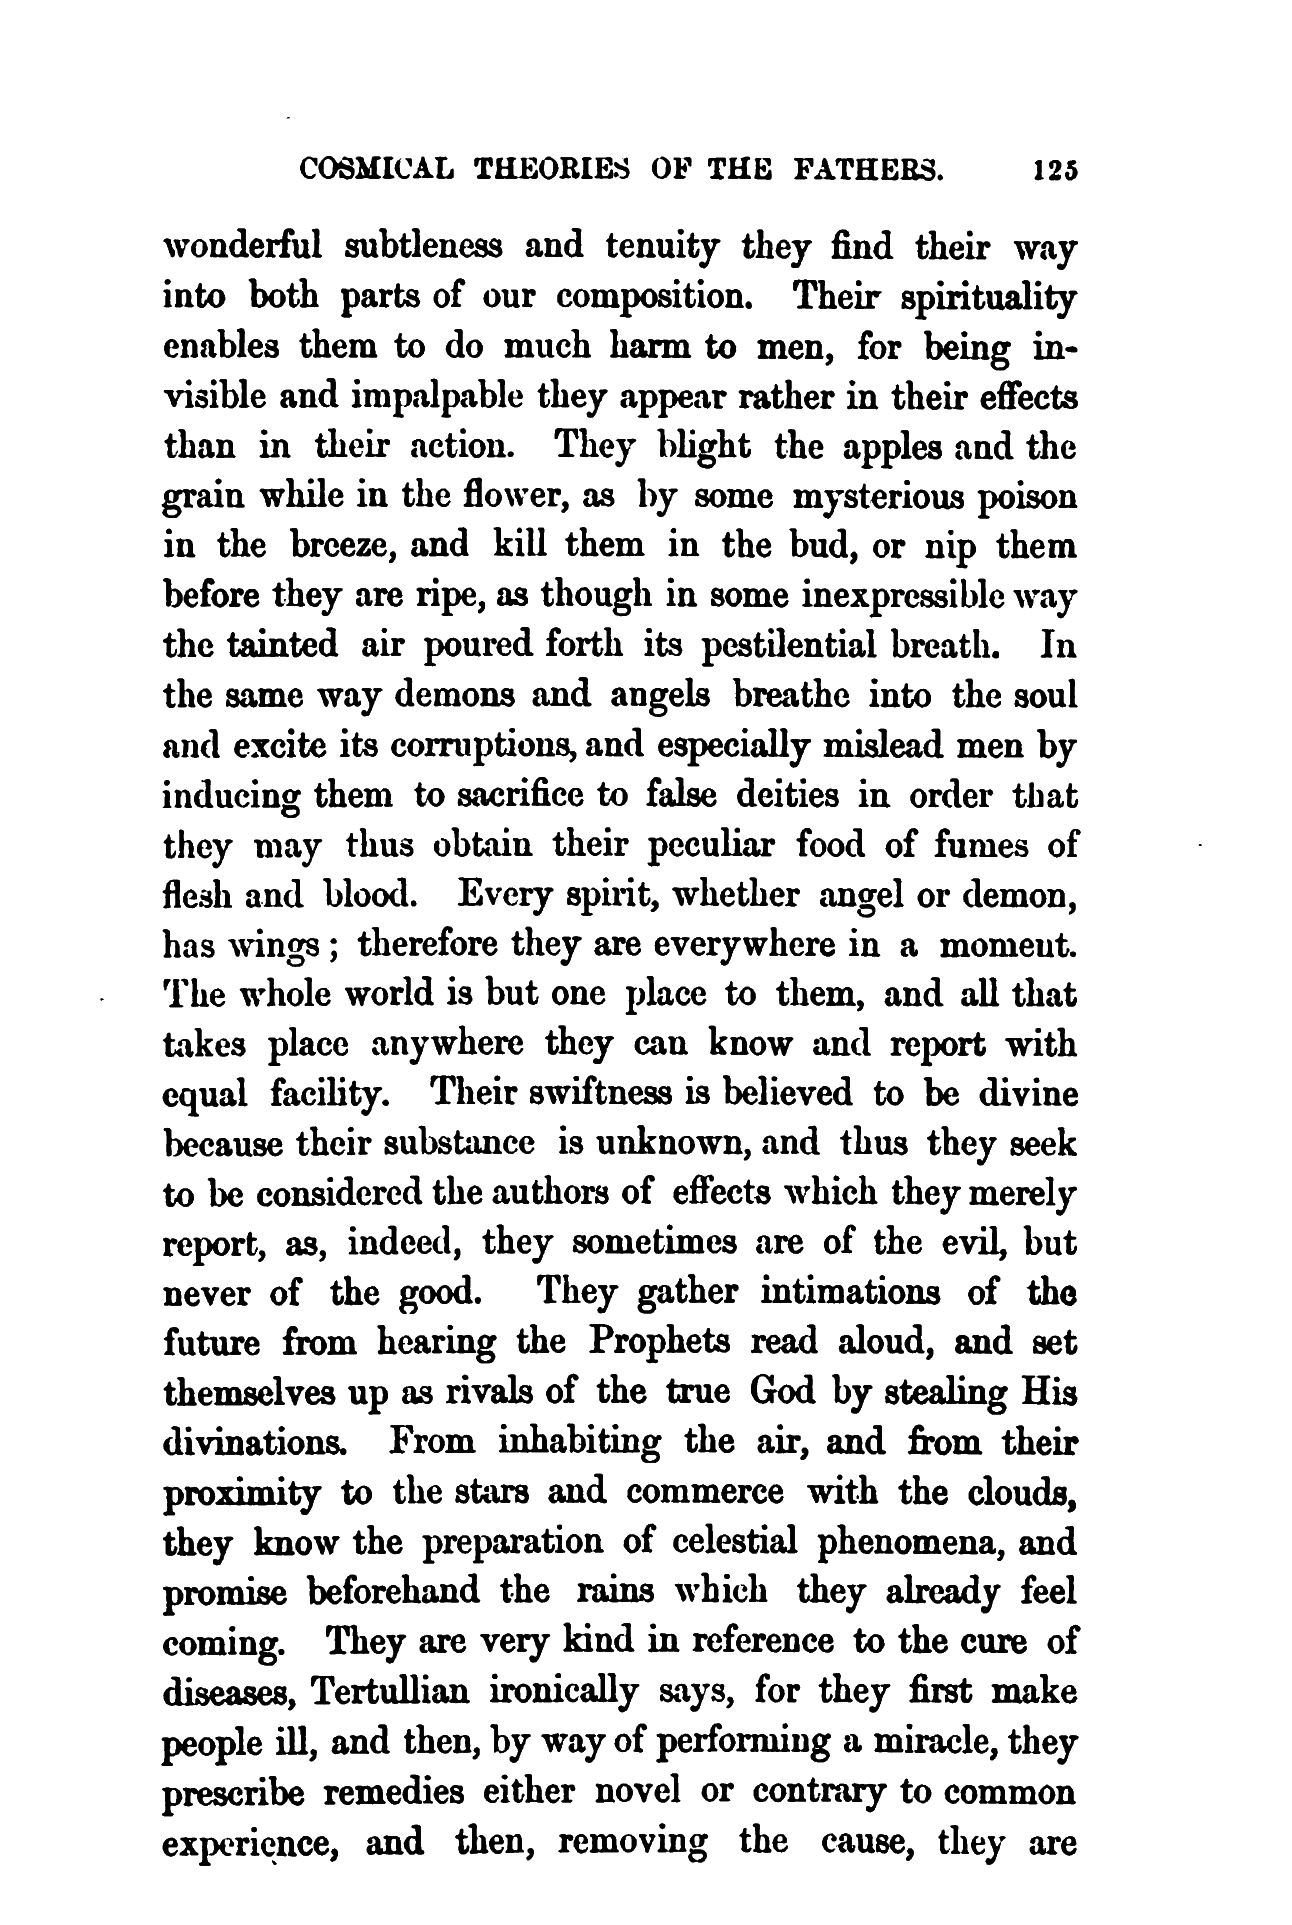 COSMICAL THEORIES OF THE FATHERS. 125
wonderful subtleness and tenuity they find their way
into both parts of our composition. Their spirituality
enables them to do much harm to men, for being in-
visible and impalpable they appear rather in their effects
than in their action. They blight the apples and the
grain while in the flower, as by some mysterious poison
in the breeze, and kill them in the bud, or nip them
before they are ripe, as though in some inexpressible way
the tainted air poured forth its pestilential breath. In
the same way demons and angels breathe into the soul
and excite its corruptions, and especially mislead men by
inducing them to sacrifice to false deities in order that
they may thus obtain their peculiar food of fumes of
flesh and blood. Every spirit, whether angel or demon,
has wings; therefore they are everywhere in a moment.
The whole world is but one place to them, and all that
takes place anywhere they can know and report with
equal facility. Their swiftness is believed to be divine
because their substance is unknown, and thus they seek
to be considered the authors of effects which they merely
report, as, indeed, they sometimes are of the evil, but
never of the good. They gather intimations of the
future from hearing the Prophets read aloud, and set
themselves up as rivals of the true God by stealing His
divinations. From inhabiting the air, and from their
proximity to the stars and commerce with the clouds,
they know the preparation of celestial phenomena, and
promise beforehand the rains which they already feel
coming. They are very kind in reference to the cure of
diseases, Tertullian ironically says, for they first make
people ill, and then, by way of performing a miracle, they
prescribe remedies either novel or contrary to common
experience, and then, removing the cause, they are